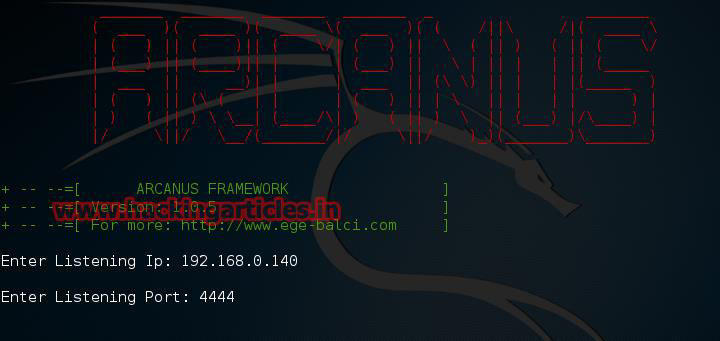 ARCANUS
+ -- --=[ ARCANUS FRAMEWORK ]
+ -- --=[ Version: 1.0.5 ]
www.hackingarticles.in
+ -- --=[ For more: http://www.ege-balci.com ]
Enter Listening Ip: 192.168.0.140
Enter Listening Port: 4444